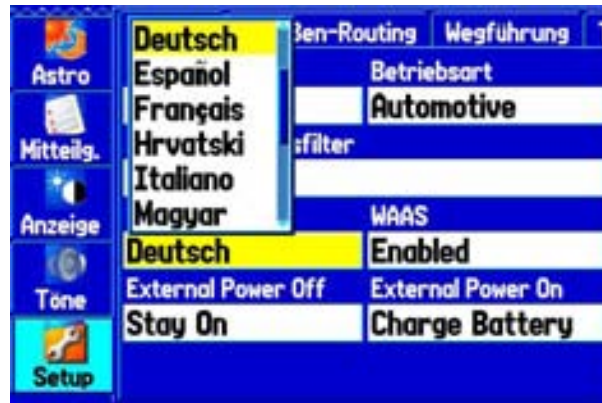 Astro
Mitteilg.
Anzeige
Töne
Setup
Deutsch
Español
Français
Hrvatski
Italiano
Magyar
ßen-Routing
Wegführung
Betriebsart
Automotive
sfilter
WAAS
Deutsch
Enabled
External Power Off
External Power On
Stay On
Charge Battery